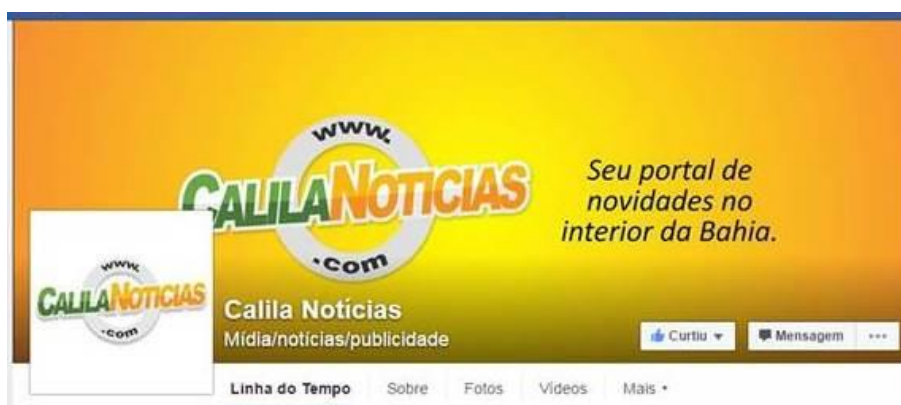 www.
CALILANOTICIAS
.com
Seu portal de
novidades no
interior da Bahia.
www.
CALILANOTICIAS
.com
Calila Notícias
Mídia/notícias/publicidade
Curtiu
Mensagem
Linha do Tempo Sobre Fotos Vídeos Mais